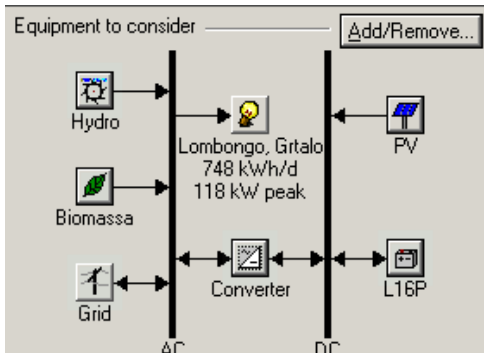 Equipment to consider
Add/Remove...
Hydro
Lombongo, Grtalo
748 kWh/d
118 kW peak
PV
Biomassa
Converter
L16P
Grid
AC
DC